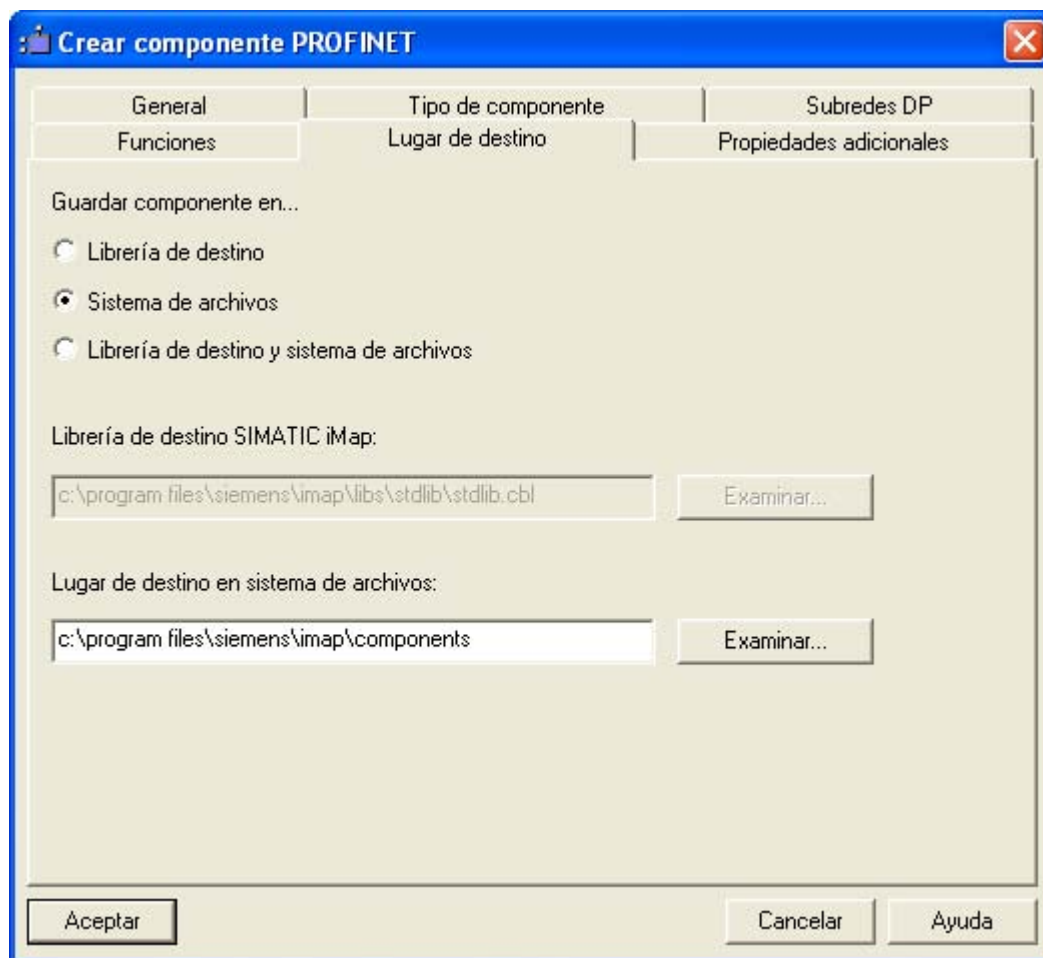 Crear componente PROFINET
General Tipo de componente Subredes DP
Funciones Lugar de destino Propiedades adicionales
Guardar componente en...
Librería de destino
Sistema de archivos
Librería de destino y sistema de archivos
Librería de destino SIMATIC iMap:
c:\program files\siemens\imap\libs\stdlib\stdlib.cbl Examinar...
Lugar de destino en sistema de archivos:
c:\program files\siemens\imap\components Examinar...
Aceptar Cancelar Ayuda